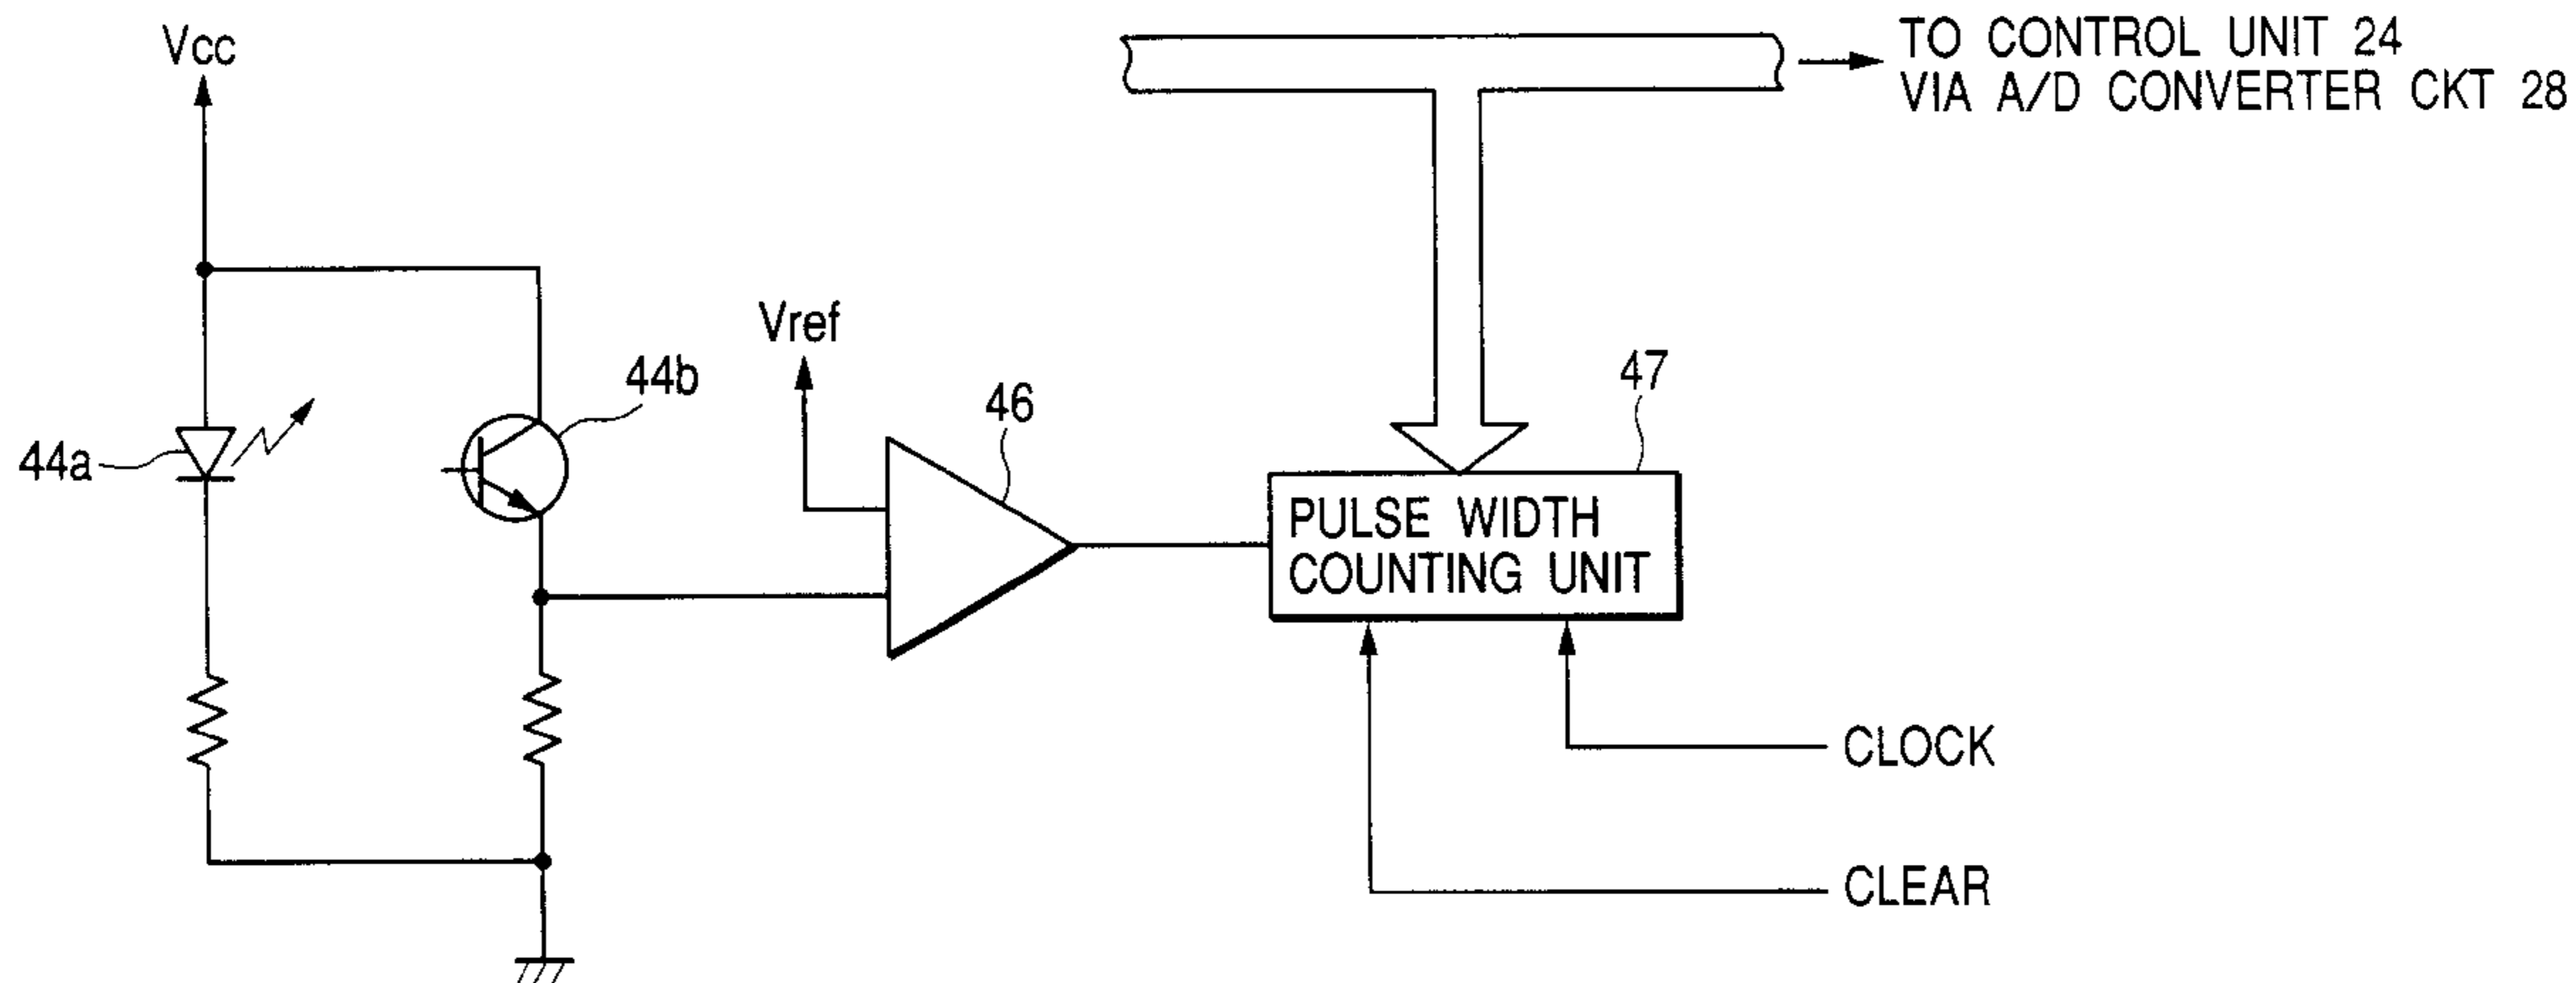 Vcc
TO CONTROL UNIT 24
VIA A/D CONVERTER CKT 28
Vref
44b
47
46
44a
PULSE WIDTH
COUNTING UNIT
CLOCK
CLEAR